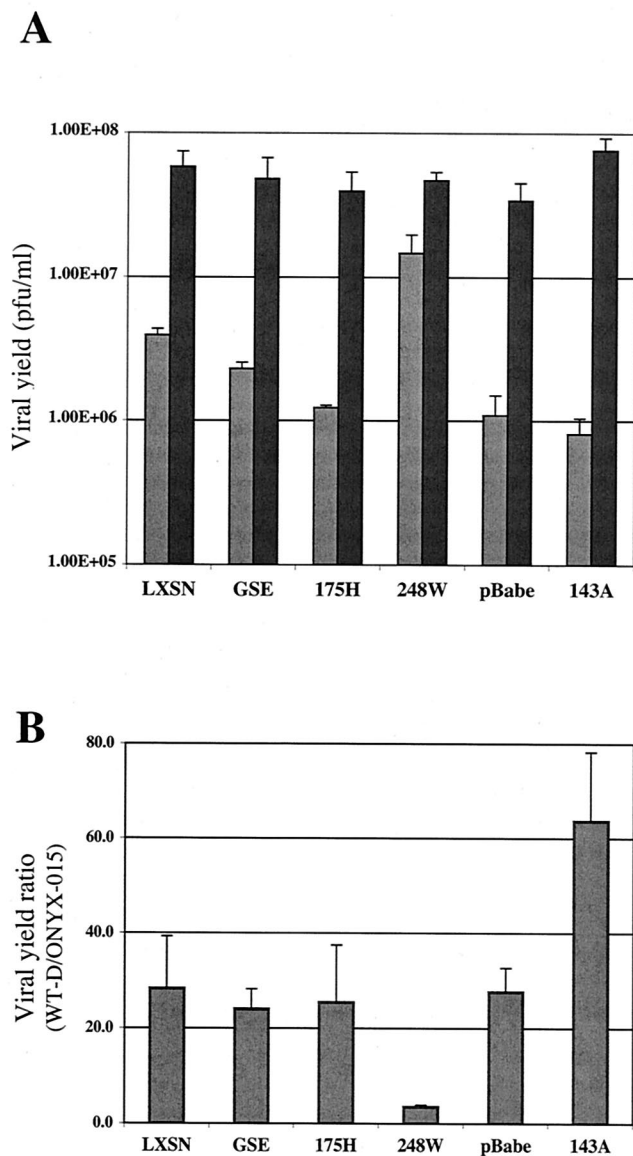 A
Viral yield (pfu/ml)
1.00E+08
1.00E+07
1.00E+06
1.00E+05
LXSN GSE 175H 248W pBabe 143A
B
Viral yield ratio
(WT-D/ONYX-015)
80.0
60.0
40.0
20.0
0.0
LXSN GSE 175H 248W pBabe 143A